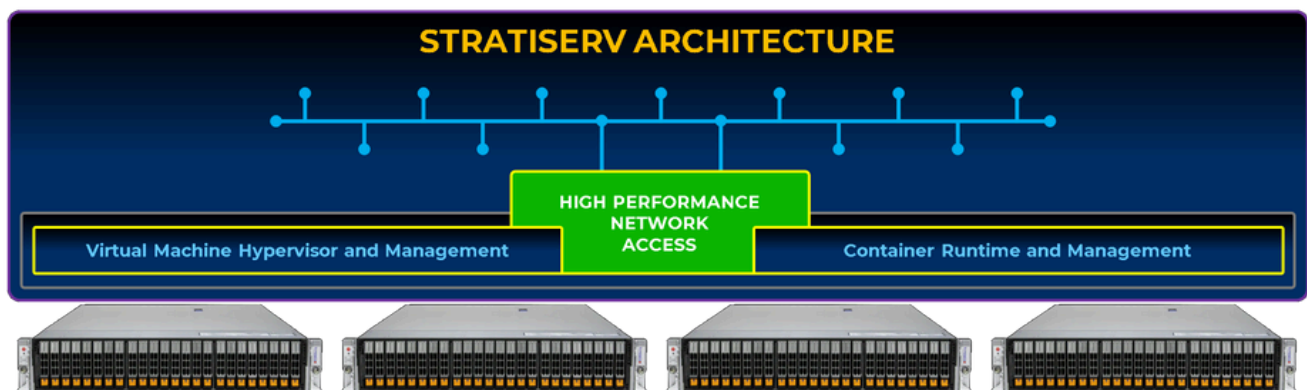 STRATISERV ARCHITECTURE
HIGH PERFORMANCE
NETWORK
ACCESS
Virtual Machine Hypervisor and Management
Container Runtime and Management